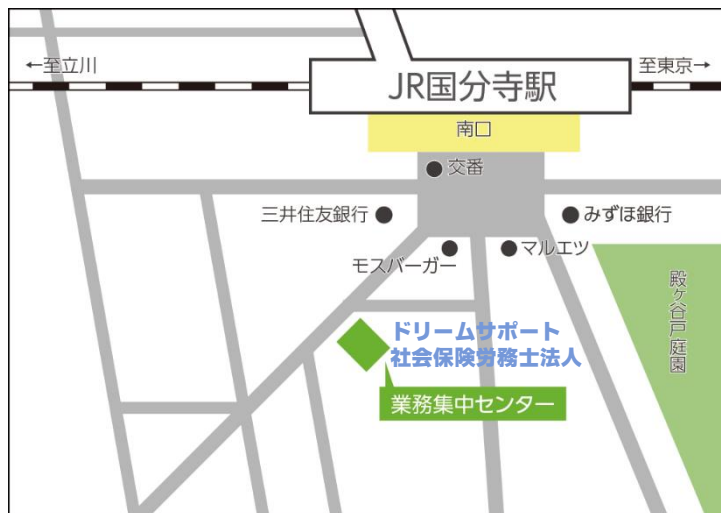 ←至立川
至東京→
JR国分寺駅
南口
交番
三井住友銀行
みずほ銀行
モスバーガー
マルエツ
殿ヶ谷戸庭園
ドリームサポート
社会保険労務士法人
業務集中センター